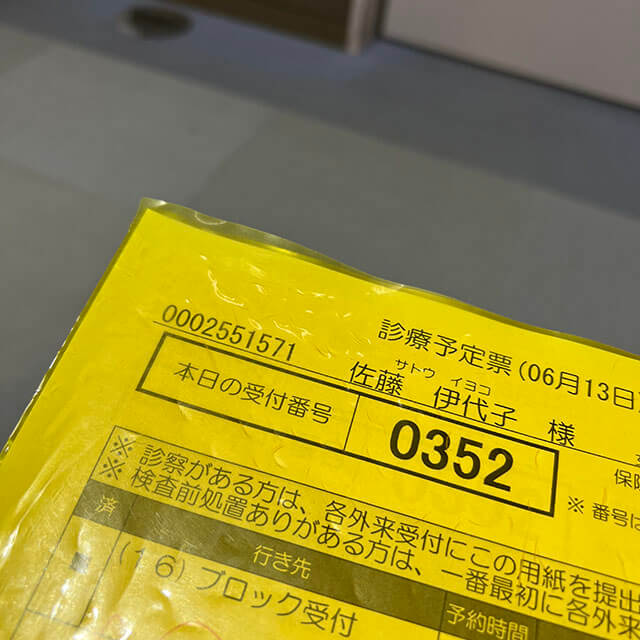 0002551571
診療予定票(06月13日)
サトウ イヨコ
佐藤 伊代子 様
本日の受付番号 0352
保険
※ 番号は
※ 診察がある方は、各外来受付にこの用紙を提出
※ 検査前処置ありがある方は、一番最初に各外来
済 行き先 予約時間
(16)ブロック受付